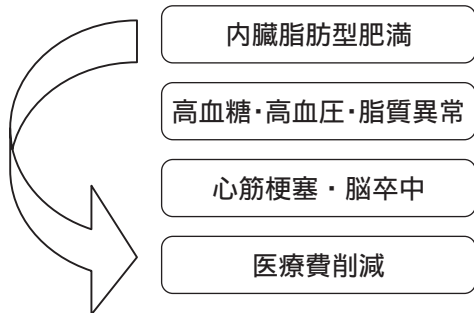 内臓脂肪型肥満
高血糖・高血圧・脂質異常
心筋梗塞・脳卒中
医療費削減